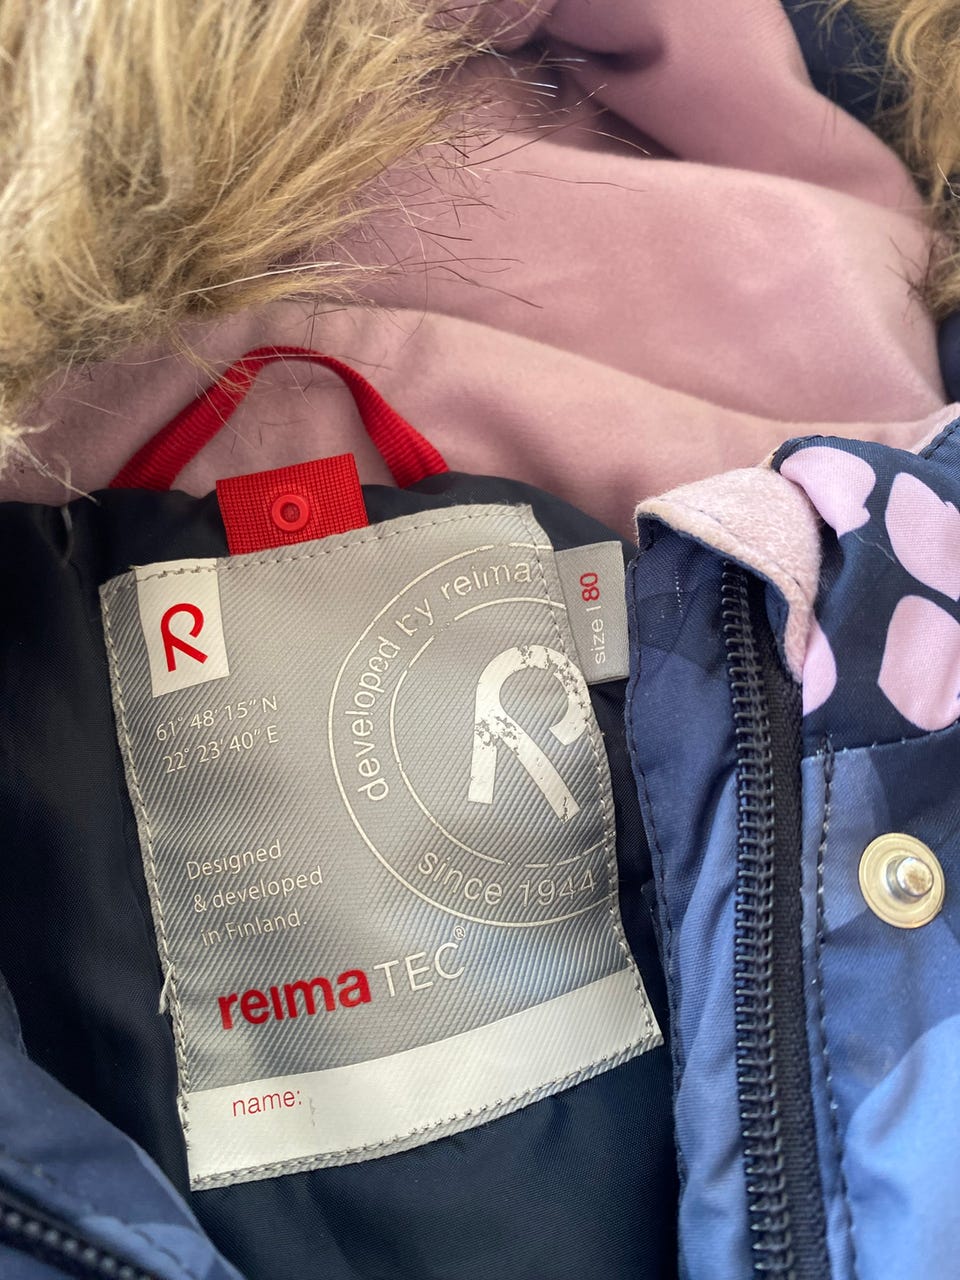 developed by reima
size | 80
R
61° 48' 15" N
22° 23' 40" E
R
Designed
& developed
in Finland.
since 1944
reima TEC®
name: